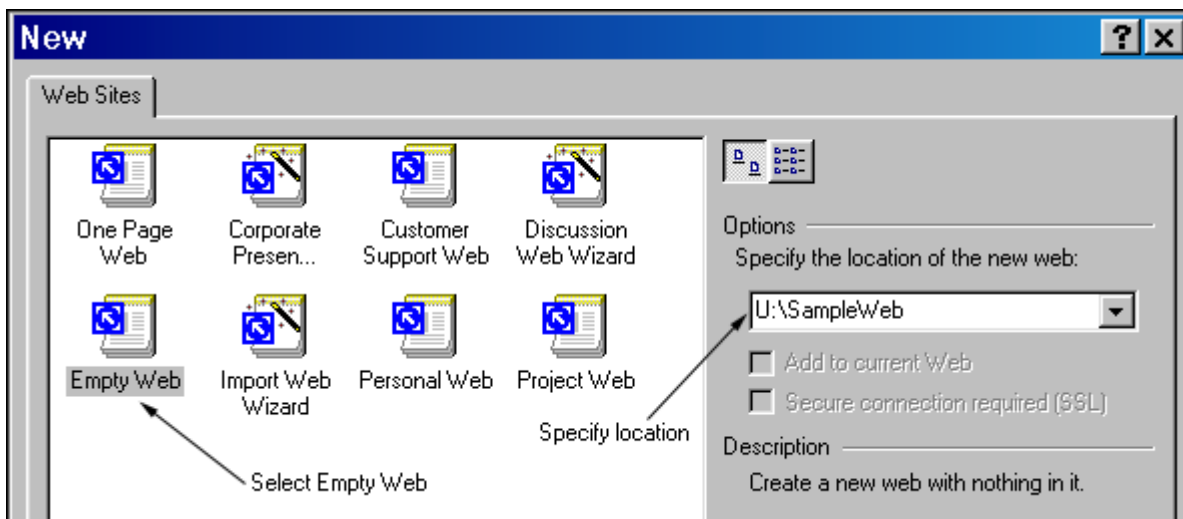 New
Web Sites
One Page
Web
Corporate
Presen...
Customer
Support Web
Discussion
Web Wizard
Empty Web
Import Web
Wizard
Personal Web
Project Web
Select Empty Web
Specify location
Options
Specify the location of the new web:
U:\SampleWeb
Add to current Web
Secure connection required (SSL)
Description
Create a new web with nothing in it.